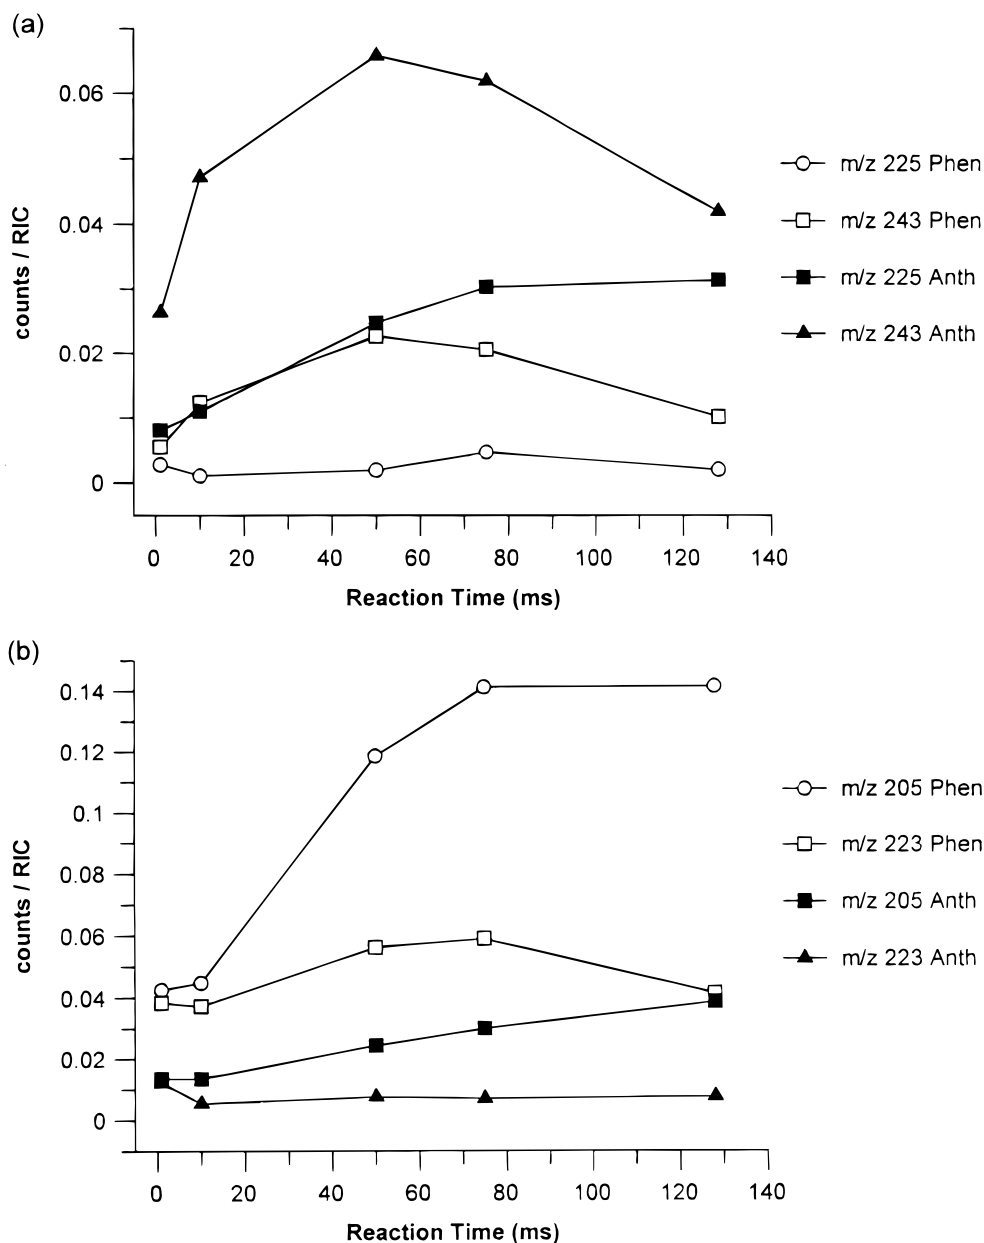 (a)
0.06
0.04
0.02
0
counts / RIC
0 20 40 60 80 100 120 140
Reaction Time (ms)
m/z 225 Phen
m/z 243 Phen
m/z 225 Anth
m/z 243 Anth
(b)
0.14
0.12
0.1
0.08
0.06
0.04
0.02
0
counts / RIC
0 20 40 60 80 100 120 140
Reaction Time (ms)
m/z 205 Phen
m/z 223 Phen
m/z 205 Anth
m/z 223 Anth